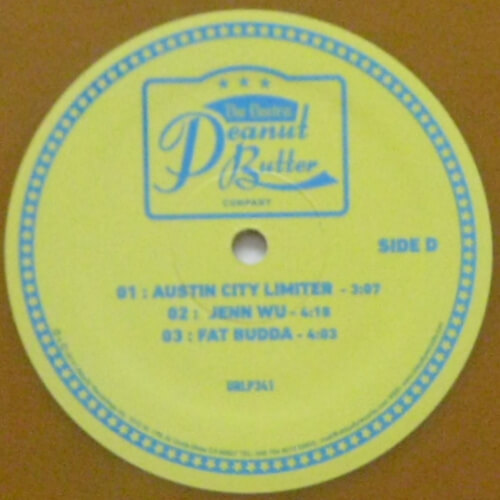 The Electric
Peanut
Butter
COMPANY
SIDE D
01 : AUSTIN CITY LIMITER - 3:07
02 : JENN WU - 4:18
03 : FAT BUDDA - 4:03
UBLP341